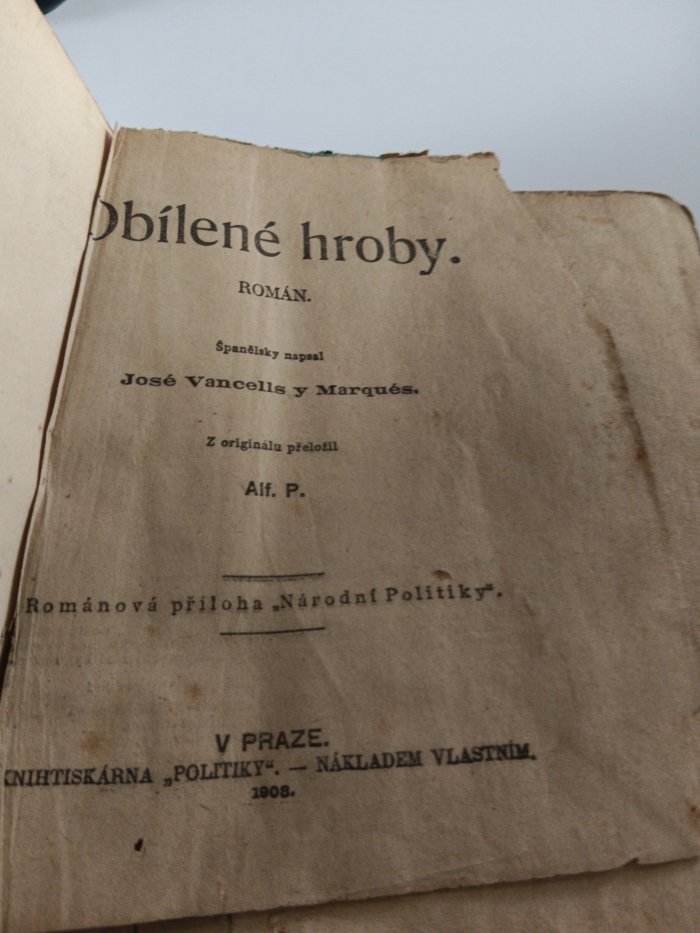 Obílené hroby.
ROMÁN.
Španělsky napsal
José Vancells y Marqués.
Z originálu přeložil
Alf. P.
Románová příloha „Národní Politiky“.
V PRAZE.
KNIHTISKÁRNA „POLITIKY“. — NÁKLADEM VLASTNÍM.
1908.